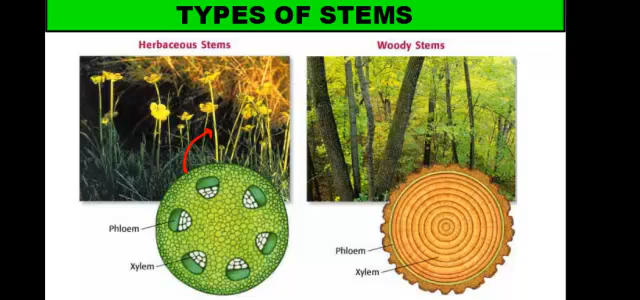 TYPES OF STEMS
Herbaceous Stems
Woody Stems
Phloem
Xylem
Phloem
Xylem